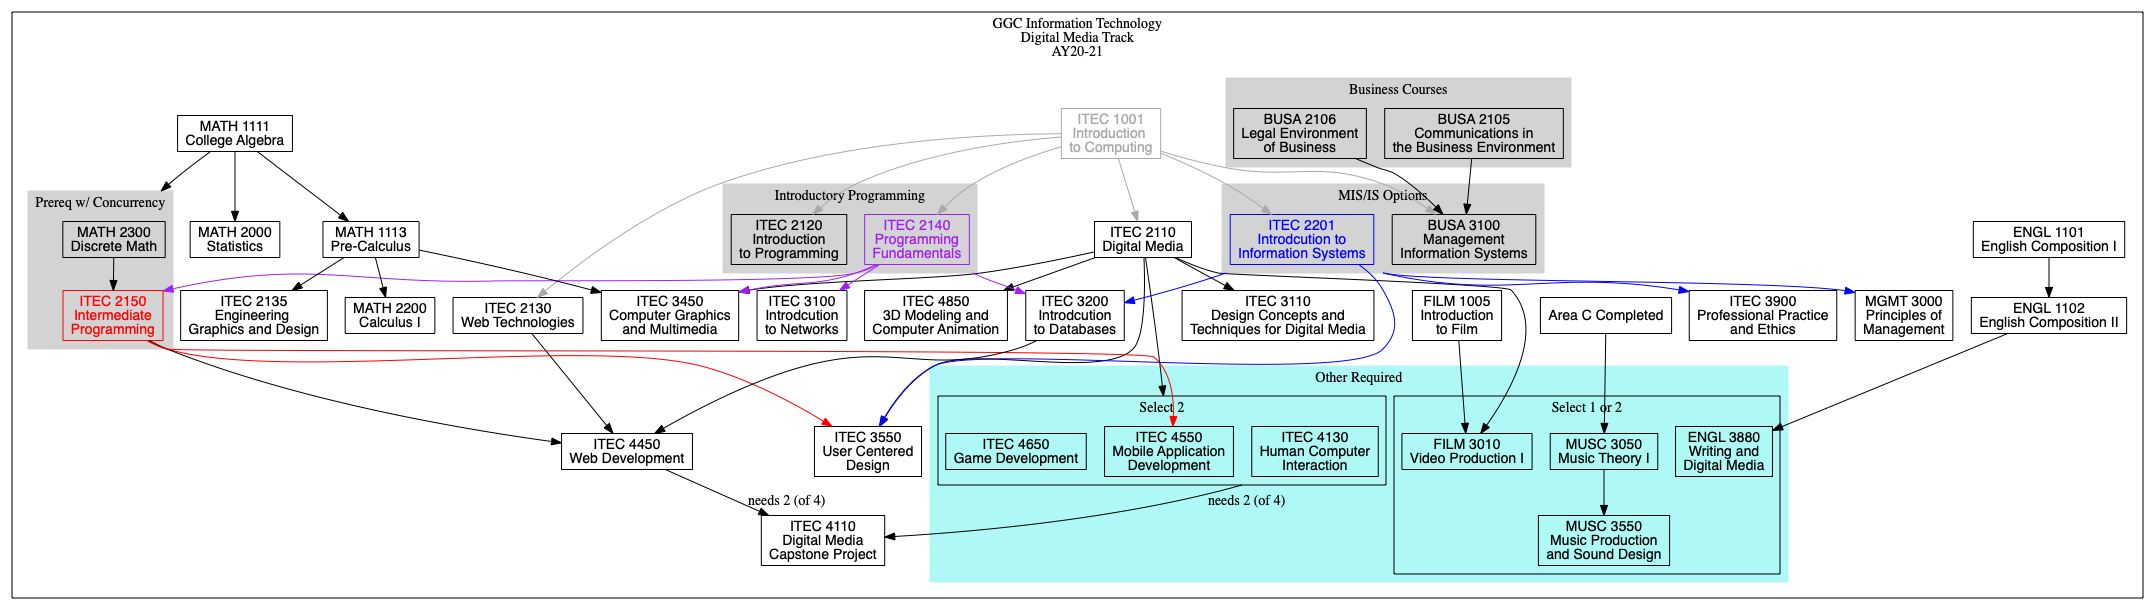 GGC Information Technology
Digital Media Track
AY20-21
Business Courses
MATH 1111
College Algebra
ITEC 1001
Introduction
to Computing
BUSA 2106
Legal Environment
of Business
BUSA 2105
Communications in
the Business Environment
Prereq w/ Concurrency
Introductory Programming
MIS/IS Options
MATH 2300
Discrete Math
MATH 2000
Statistics
MATH 1113
Pre-Calculus
ITEC 2120
Introduction
to Programming
ITEC 2140
Programming
Fundamentals
ITEC 2110
Digital Media
ITEC 2201
Introdcution to
Information Systems
BUSA 3100
Management
Information Systems
ENGL 1101
English Composition I
ITEC 2150
Intermediate
Programming
ITEC 2135
Engineering
Graphics and Design
MATH 2200
Calculus I
ITEC 2130
Web Technologies
ITEC 3450
Computer Graphics
and Multimedia
ITEC 3100
Introdcution
to Networks
ITEC 4850
3D Modeling and
Computer Animation
ITEC 3200
Introdcution
to Databases
ITEC 3110
Design Concepts and
Techniques for Digital Media
FILM 1005
Introduction
to Film
Area C Completed
ITEC 3900
Professional Practice
and Ethics
MGMT 3000
Principles of
Management
ENGL 1102
English Composition II
Other Required
Select 2
Select 1 or 2
ITEC 4450
Web Development
ITEC 3550
User Centered
Design
ITEC 4650
Game Development
ITEC 4550
Mobile Application
Development
ITEC 4130
Human Computer
Interaction
FILM 3010
Video Production I
MUSC 3050
Music Theory I
ENGL 3880
Writing and
Digital Media
needs 2 (of 4)
needs 2 (of 4)
ITEC 4110
Digital Media
Capstone Project
MUSC 3550
Music Production
and Sound Design